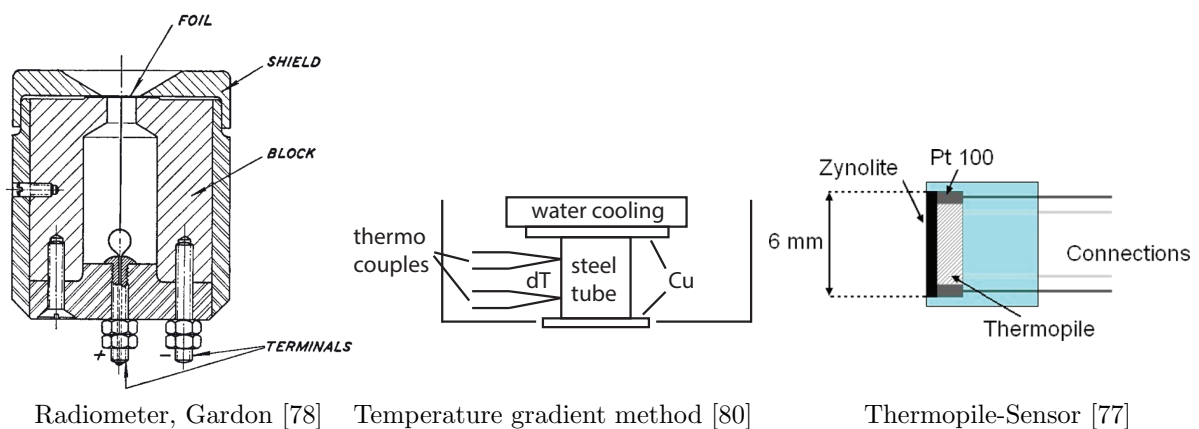 FOIL
SHIELD
BLOCK
+
-
TERMINALS
Radiometer, Gardon [78]
water cooling
thermo
couples
dT
steel
tube
Cu
Temperature gradient method [80]
Zynolite
Pt 100
6 mm
Connections
Thermopile
Thermopile-Sensor [77]